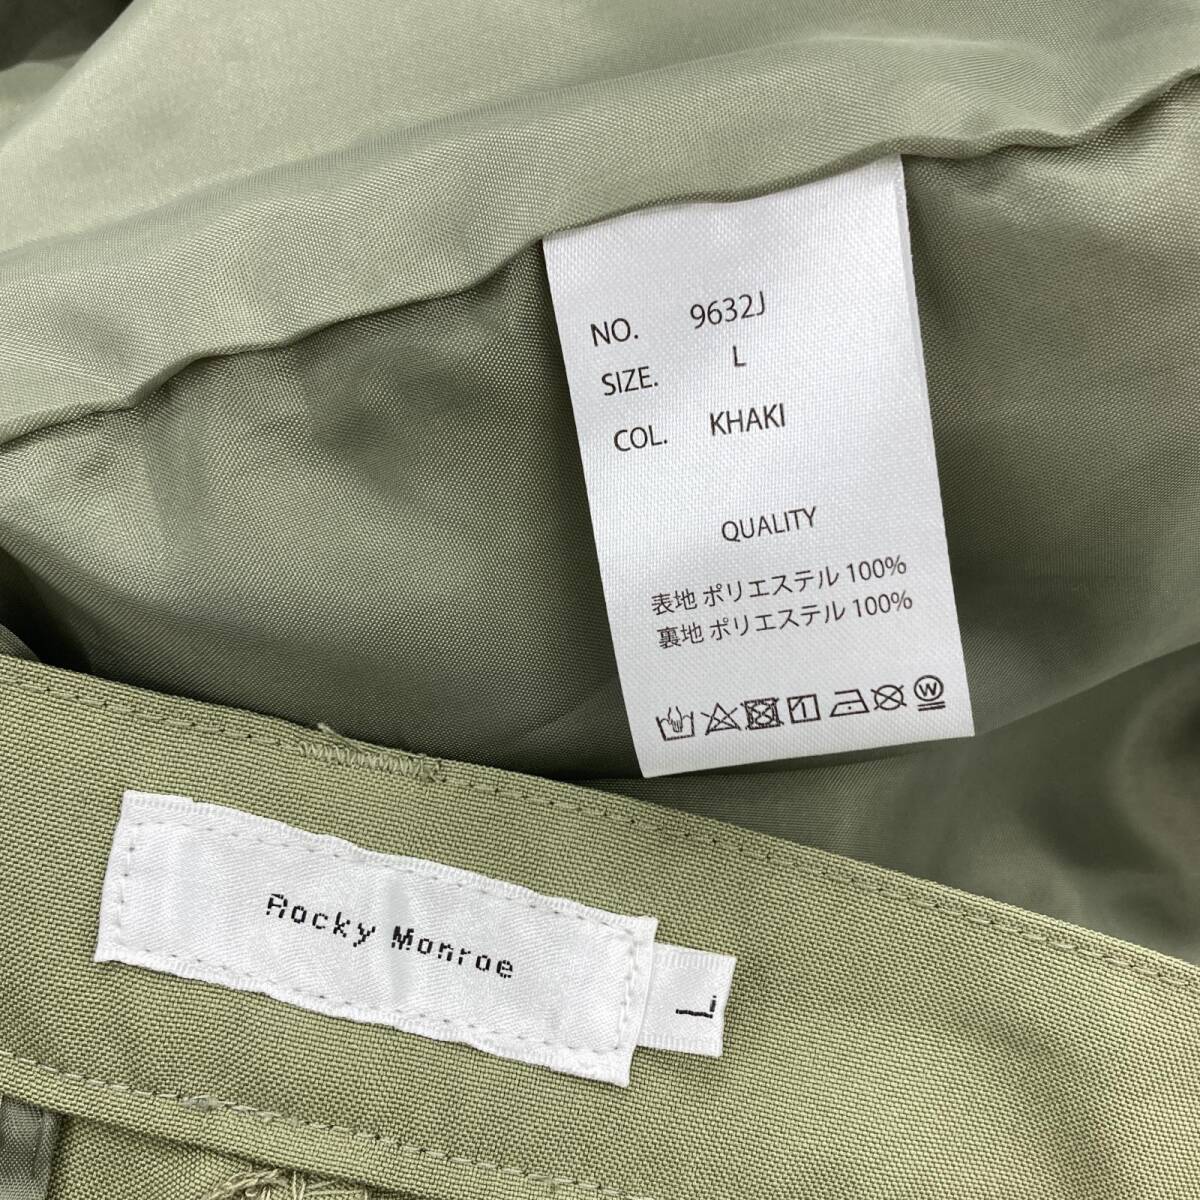 NO. 9632J
SIZE. L
COL. KHAKI
QUALITY
表地 ポリエステル 100%
裏地 ポリエステル 100%
W
Rocky Monroe
L